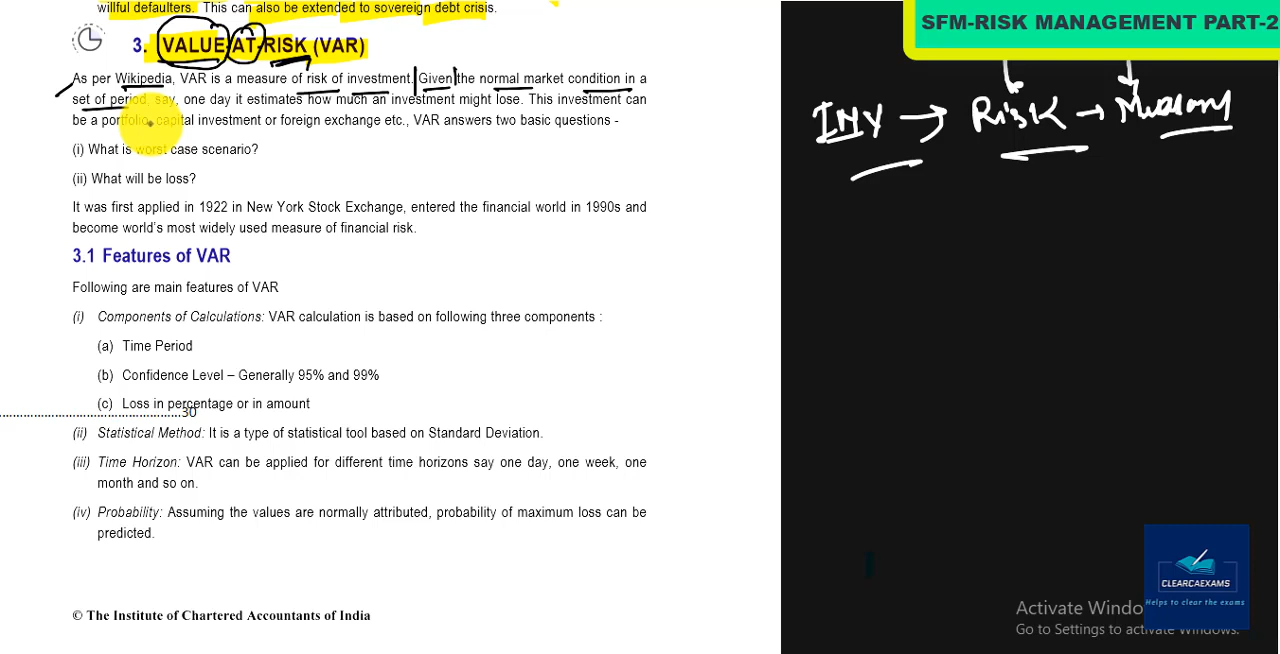 willful defaulters. This can also be extended to sovereign debt crisis.
3. VALUE-AT-RISK (VAR)
As per Wikipedia, VAR is a measure of risk of investment. Given the normal market condition in a
set of period, say, one day it estimates how much an investment might lose. This investment can
be a portfolio, capital investment or foreign exchange etc., VAR answers two basic questions -
(i) What is worst case scenario?
(ii) What will be loss?
It was first applied in 1922 in New York Stock Exchange, entered the financial world in 1990s and
become world's most widely used measure of financial risk.
3.1 Features of VAR
Following are main features of VAR
(i) Components of Calculations: VAR calculation is based on following three components :
(a) Time Period
(b) Confidence Level – Generally 95% and 99%
(c) Loss in percentage or in amount
30
(ii) Statistical Method: It is a type of statistical tool based on Standard Deviation.
(iii) Time Horizon: VAR can be applied for different time horizons say one day, one week, one
month and so on.
(iv) Probability: Assuming the values are normally attributed, probability of maximum loss can be
predicted.
© The Institute of Chartered Accountants of India
SFM-RISK MANAGEMENT PART-2
INV → Risk →
CLEARCAEXAMS
Helps to clear the exams
Activate Windo
Go to Settings to activate Windows.